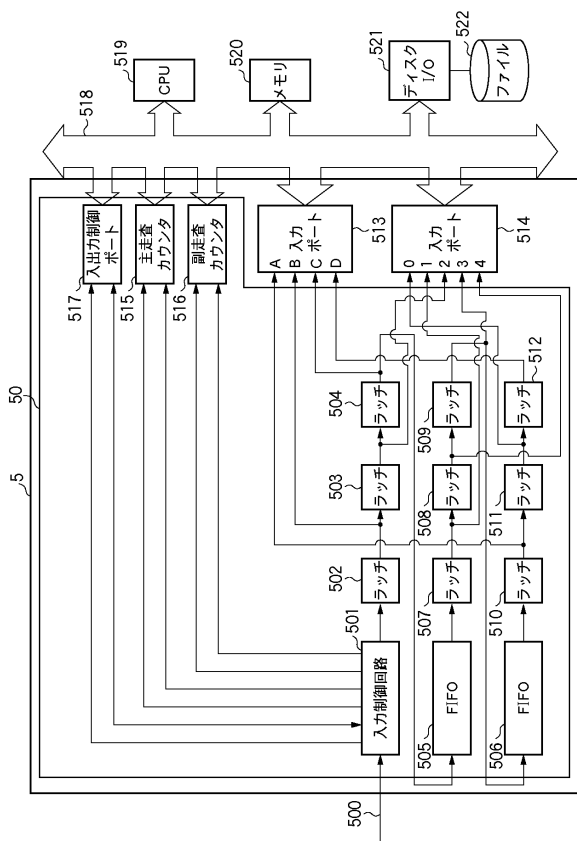 50
5
517
入出力制御
ポート
515
主走査
カウンタ
516
副走査
カウンタ
518
CPU
519
メモリ
520
ディスク
I/O
521
ファイル
522
A
B
C
D
入力
ポート
513
0
1
2
3
4
入力
ポート
514
500
入力制御回路
501
ラッチ
502
ラッチ
503
ラッチ
504
FIFO
505
ラッチ
507
ラッチ
508
ラッチ
509
FIFO
506
ラッチ
510
ラッチ
511
ラッチ
512